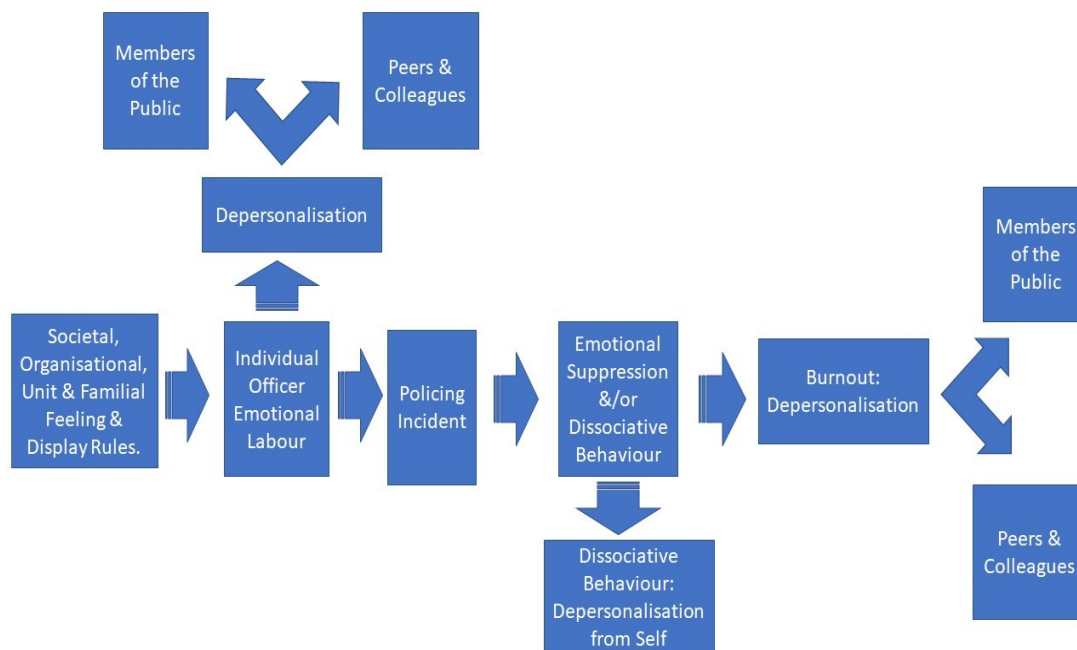 Members
of the
Public
Peers &
Colleagues
Depersonalisation
Societal,
Organisational,
Unit & Familial
Feeling &
Display Rules.
Individual
Officer
Emotional
Labour
Policing
Incident
Emotional
Suppression
&/or
Dissociative
Behaviour
Burnout:
Depersonalisation
Members
of the
Public
Peers &
Colleagues
Dissociative
Behaviour:
Depersonalisation
from Self